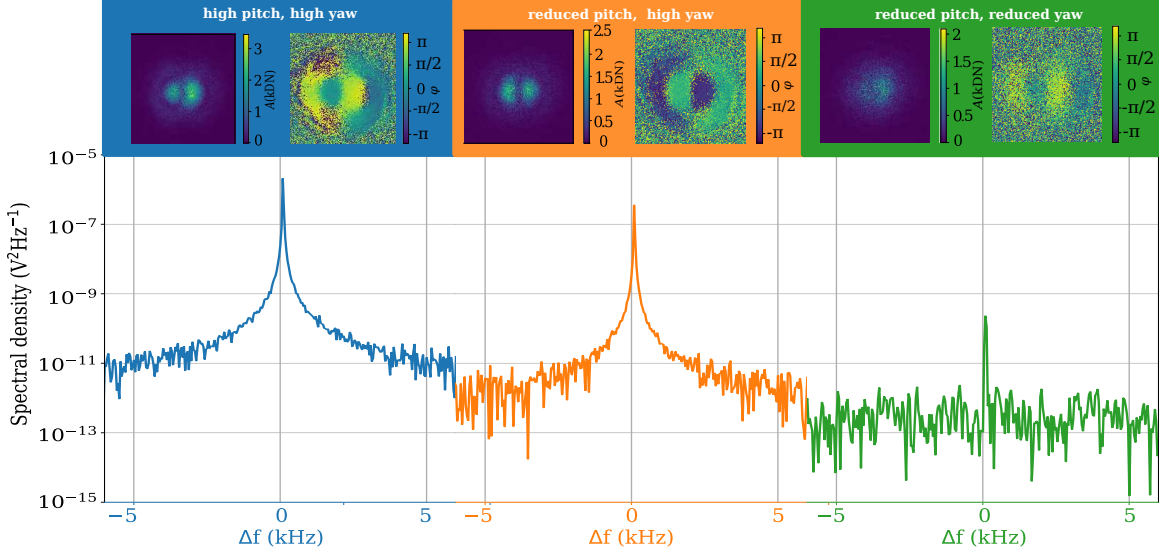 high pitch, high yaw
reduced pitch, high yaw
reduced pitch, reduced yaw
3
2
1
0
A(kDN)
π
π/2
0 φ
-π/2
-π
2.5
2
1.5
1
0.5
0
A(kDN)
π
π/2
0 φ
-π/2
-π
2
1.5
1
0.5
0
A(kDN)
π
π/2
0 φ
-π/2
-π
Spectral density (V²Hz⁻¹)
10⁻⁵
10⁻⁷
10⁻⁹
10⁻¹¹
10⁻¹³
10⁻¹⁵
−5 0 5
−5 0 5
−5 0 5
Δf (kHz)
Δf (kHz)
Δf (kHz)